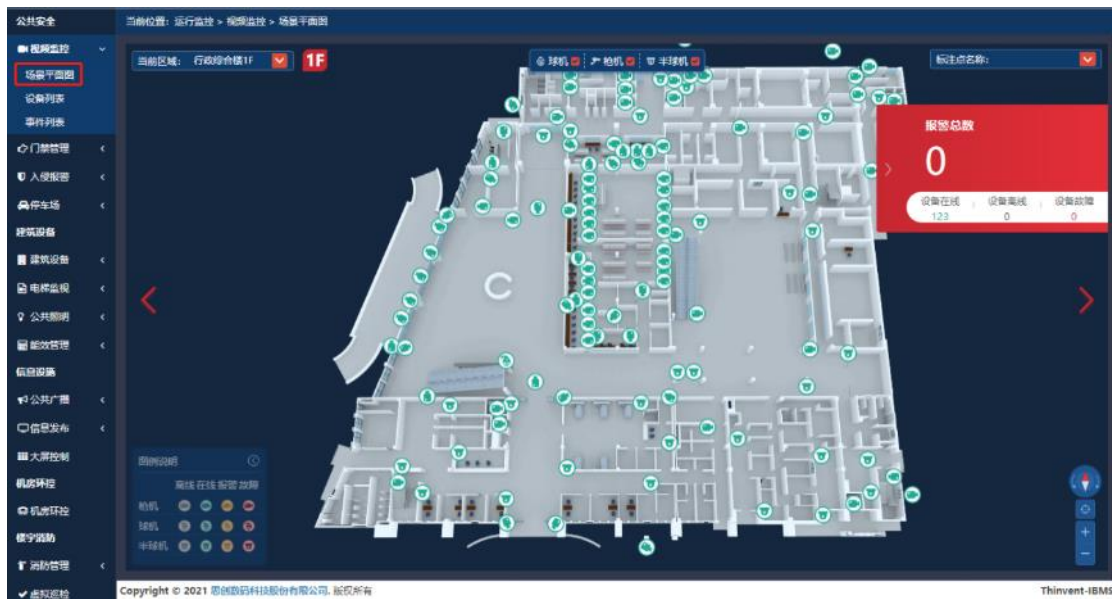 公共安全
当前位置：运行监控 > 视频监控 > 场景平面图
视频监控
场景平面图
设备列表
事件列表
门禁管理
入侵报警
停车场
建筑设备
建筑设备
电梯监视
公共照明
能效管理
信息设施
公共广播
信息发布
大屏控制
机房环控
机房环控
楼宇消防
消防管理
虚拟巡检
当前区域： 行政综合楼1F
1F
球机 枪机 半球机
标注点名称：
报警总数
0
设备在线 设备离线 设备故障
123 0 0
图例说明
离线 在线 报警 故障
枪机
球机
半球机
Copyright © 2021 思创数码科技股份有限公司. 版权所有
Thinvent-IBMS